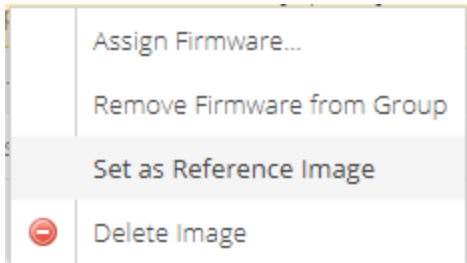 Assign Firmware...
Remove Firmware from Group
Set as Reference Image
Delete Image